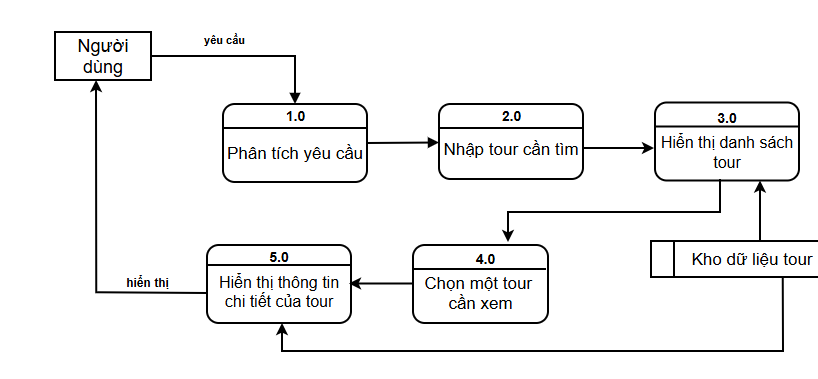 Người
dùng
yêu cầu
1.0
Phân tích yêu cầu
2.0
Nhập tour cần tìm
3.0
Hiển thị danh sách
tour
Kho dữ liệu tour
4.0
Chọn một tour
cần xem
5.0
Hiển thị thông tin
chi tiết của tour
hiển thị